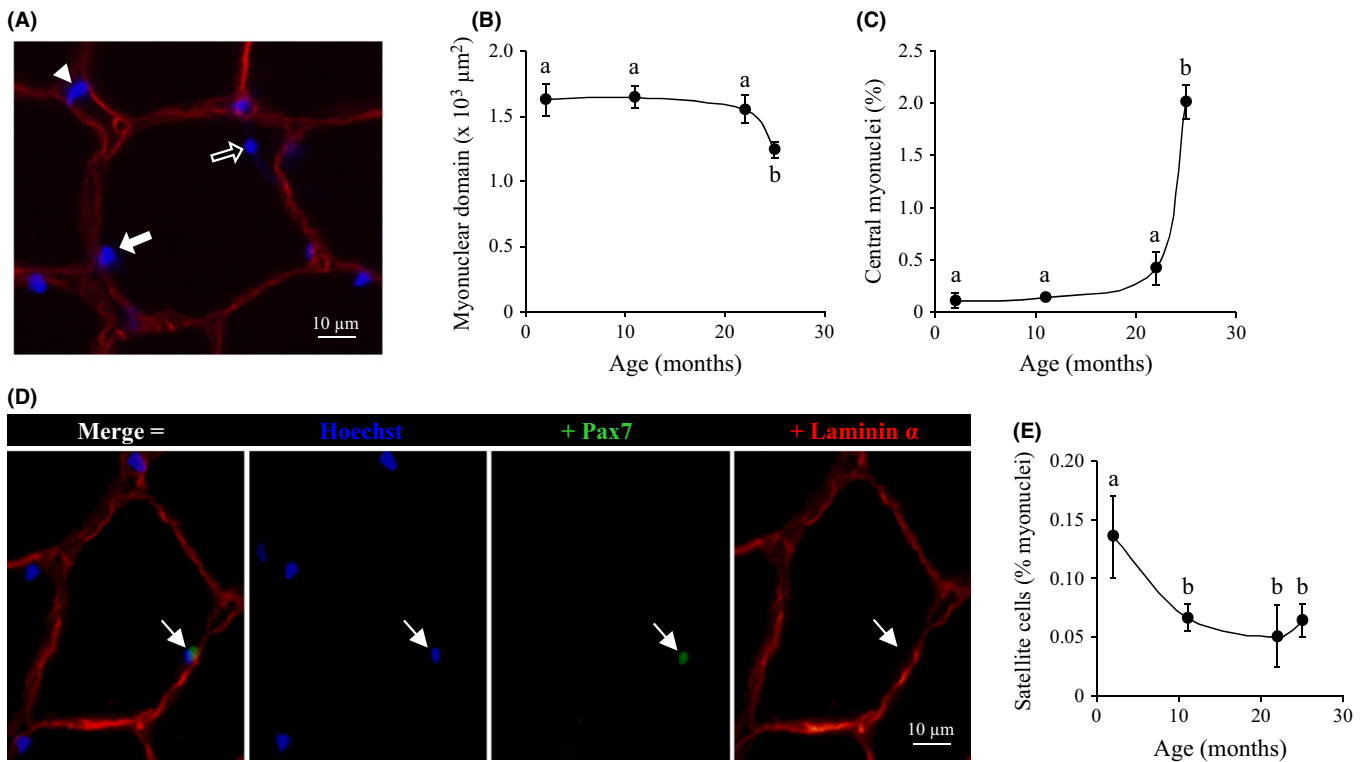 (A)
10 µm
(B)
Myonuclear domain (x 10³ µm²)
2.0
1.5
1.0
0.5
0
a
a
a
b
0
10
20
30
Age (months)
(C)
Central myonuclei (%)
2.5
2.0
1.5
1.0
0.5
0
a
a
a
b
0
10
20
30
Age (months)
(D)
Merge = Hoechst + Pax7 + Laminin α
10 µm
(E)
Satellite cells (% myonuclei)
0.20
0.15
0.10
0.05
0
a
b
b
b
0
10
20
30
Age (months)